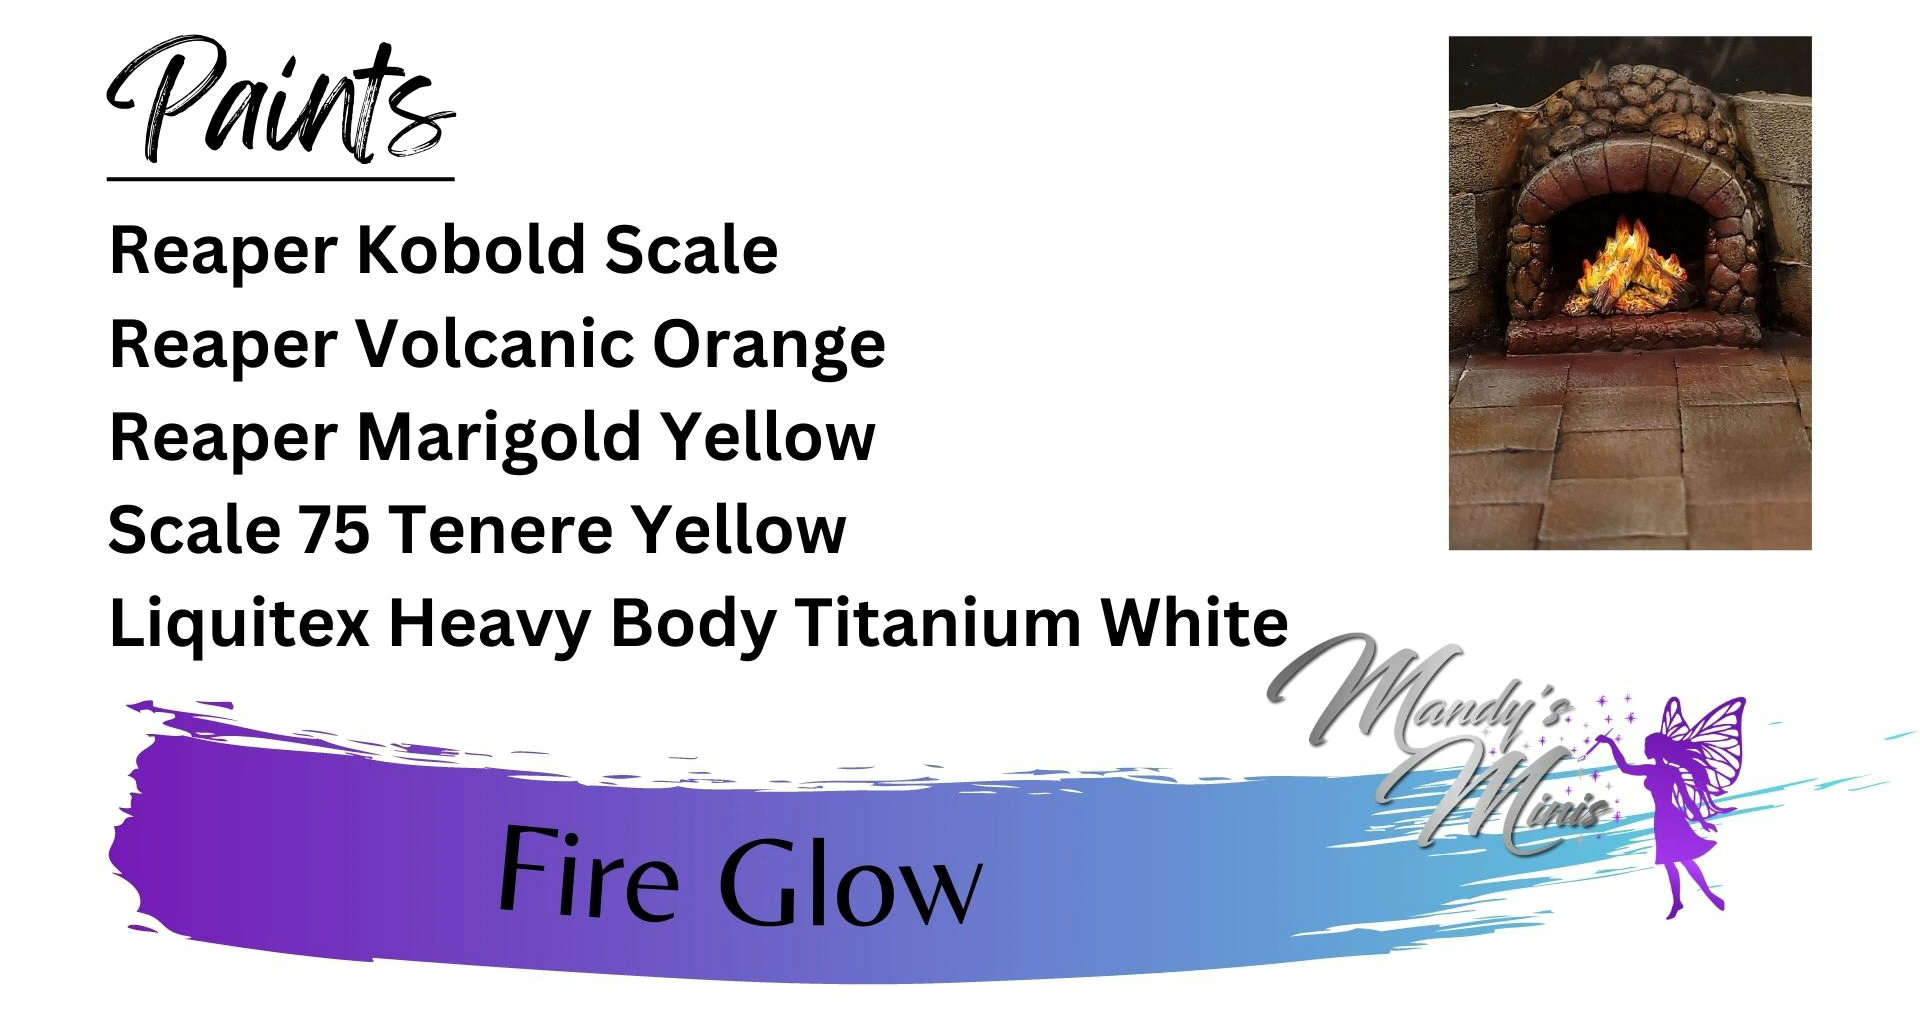 Paints
Reaper Kobold Scale
Reaper Volcanic Orange
Reaper Marigold Yellow
Scale 75 Tenere Yellow
Liquitex Heavy Body Titanium White
Mandy's
Minis
Fire Glow